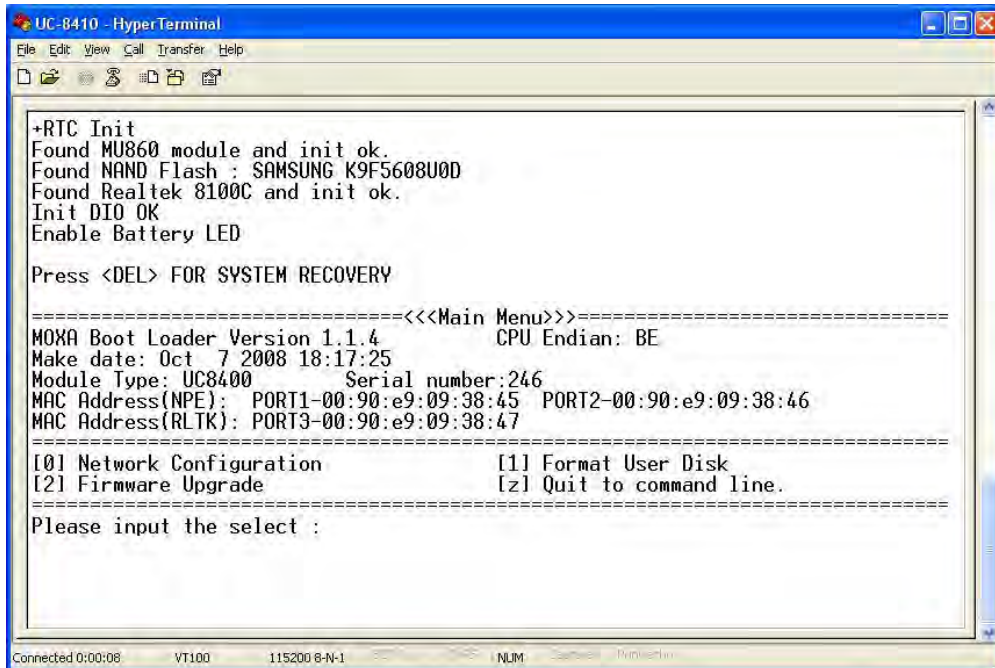 UC-8410 - HyperTerminal
File Edit View Call Transfer Help
+RTC Init
Found MU860 module and init ok.
Found NAND Flash : SAMSUNG K9F5608U0D
Found Realtek 8100C and init ok.
Init DIO OK
Enable Battery LED
Press <DEL> FOR SYSTEM RECOVERY
==================================<<<Main Menu>>>==================================
MOXA Boot Loader Version 1.1.4 CPU Endian: BE
Make date: Oct 7 2008 18:17:25
Module Type: UC8400 Serial number:246
MAC Address(NPE): PORT1-00:90:e9:09:38:45 PORT2-00:90:e9:09:38:46
MAC Address(RLTK): PORT3-00:90:e9:09:38:47
[0] Network Configuration [1] Format User Disk
[2] Firmware Upgrade [z] Quit to command line.
Please input the select :
Connected 0:00:08 VT100 115200 8-N-1 NUM